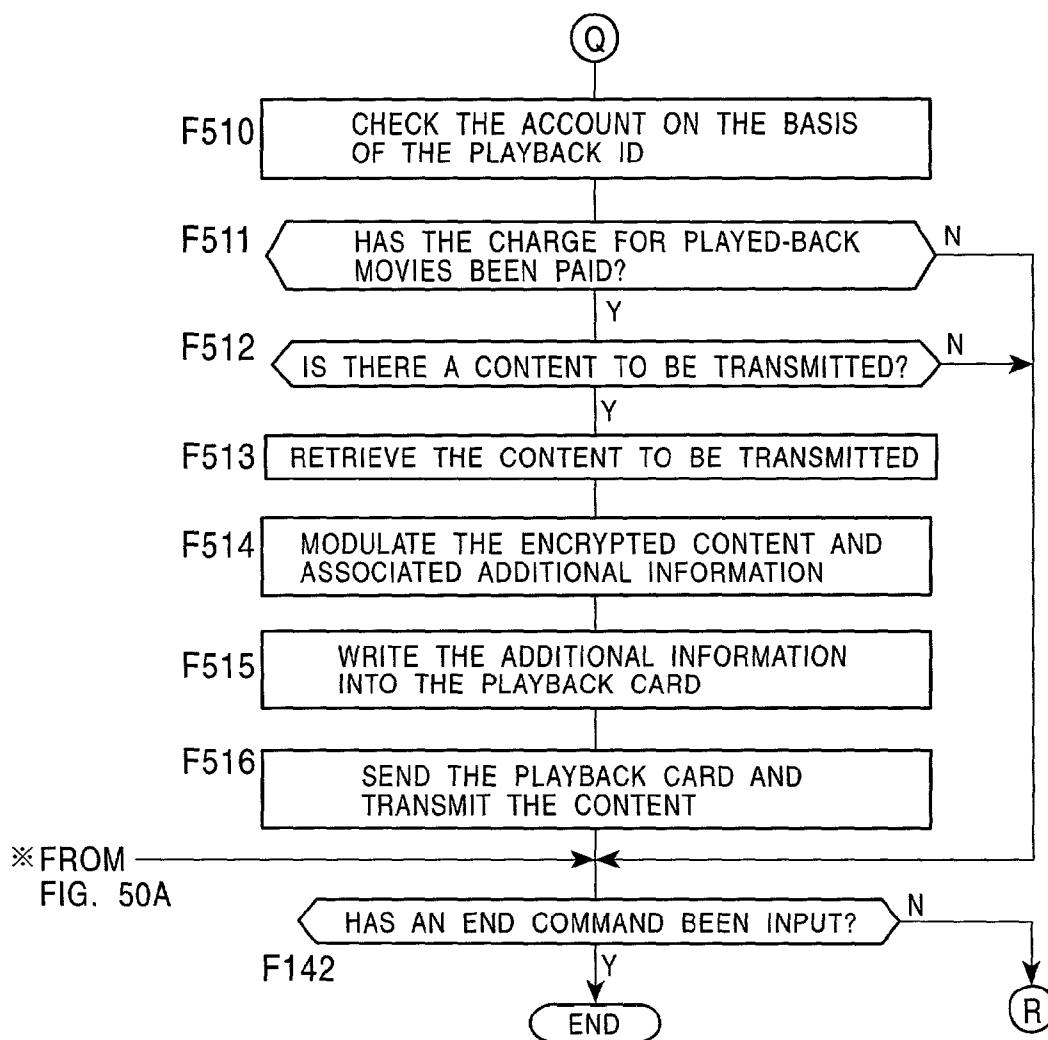 Q
F510
CHECK THE ACCOUNT ON THE BASIS
OF THE PLAYBACK ID
F511
HAS THE CHARGE FOR PLAYED-BACK
MOVIES BEEN PAID?
N
Y
F512
IS THERE A CONTENT TO BE TRANSMITTED?
N
Y
F513
RETRIEVE THE CONTENT TO BE TRANSMITTED
F514
MODULATE THE ENCRYPTED CONTENT AND
ASSOCIATED ADDITIONAL INFORMATION
F515
WRITE THE ADDITIONAL INFORMATION
INTO THE PLAYBACK CARD
F516
SEND THE PLAYBACK CARD AND
TRANSMIT THE CONTENT
※FROM
FIG. 50A
HAS AN END COMMAND BEEN INPUT?
N
F142
Y
END
R